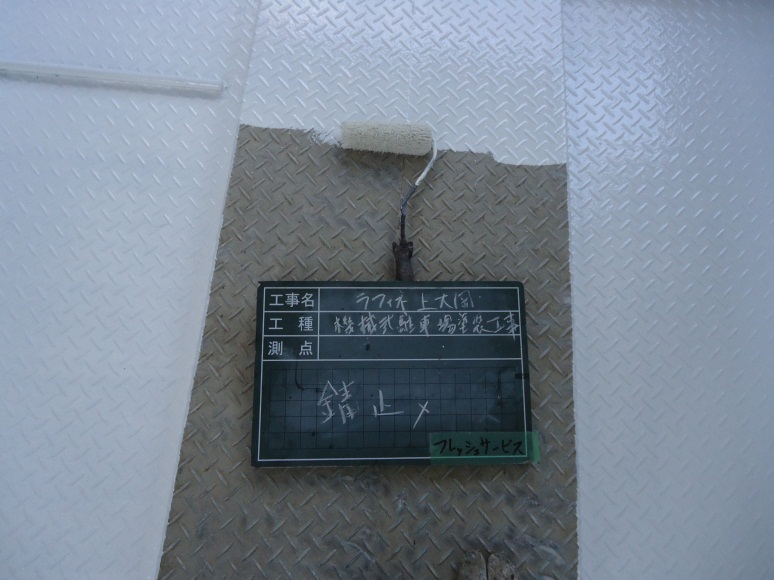 工事名 ラフィネ上大岡
工種 機械式駐車場塗装工事
測点
錆止メ
フレッシュサービス